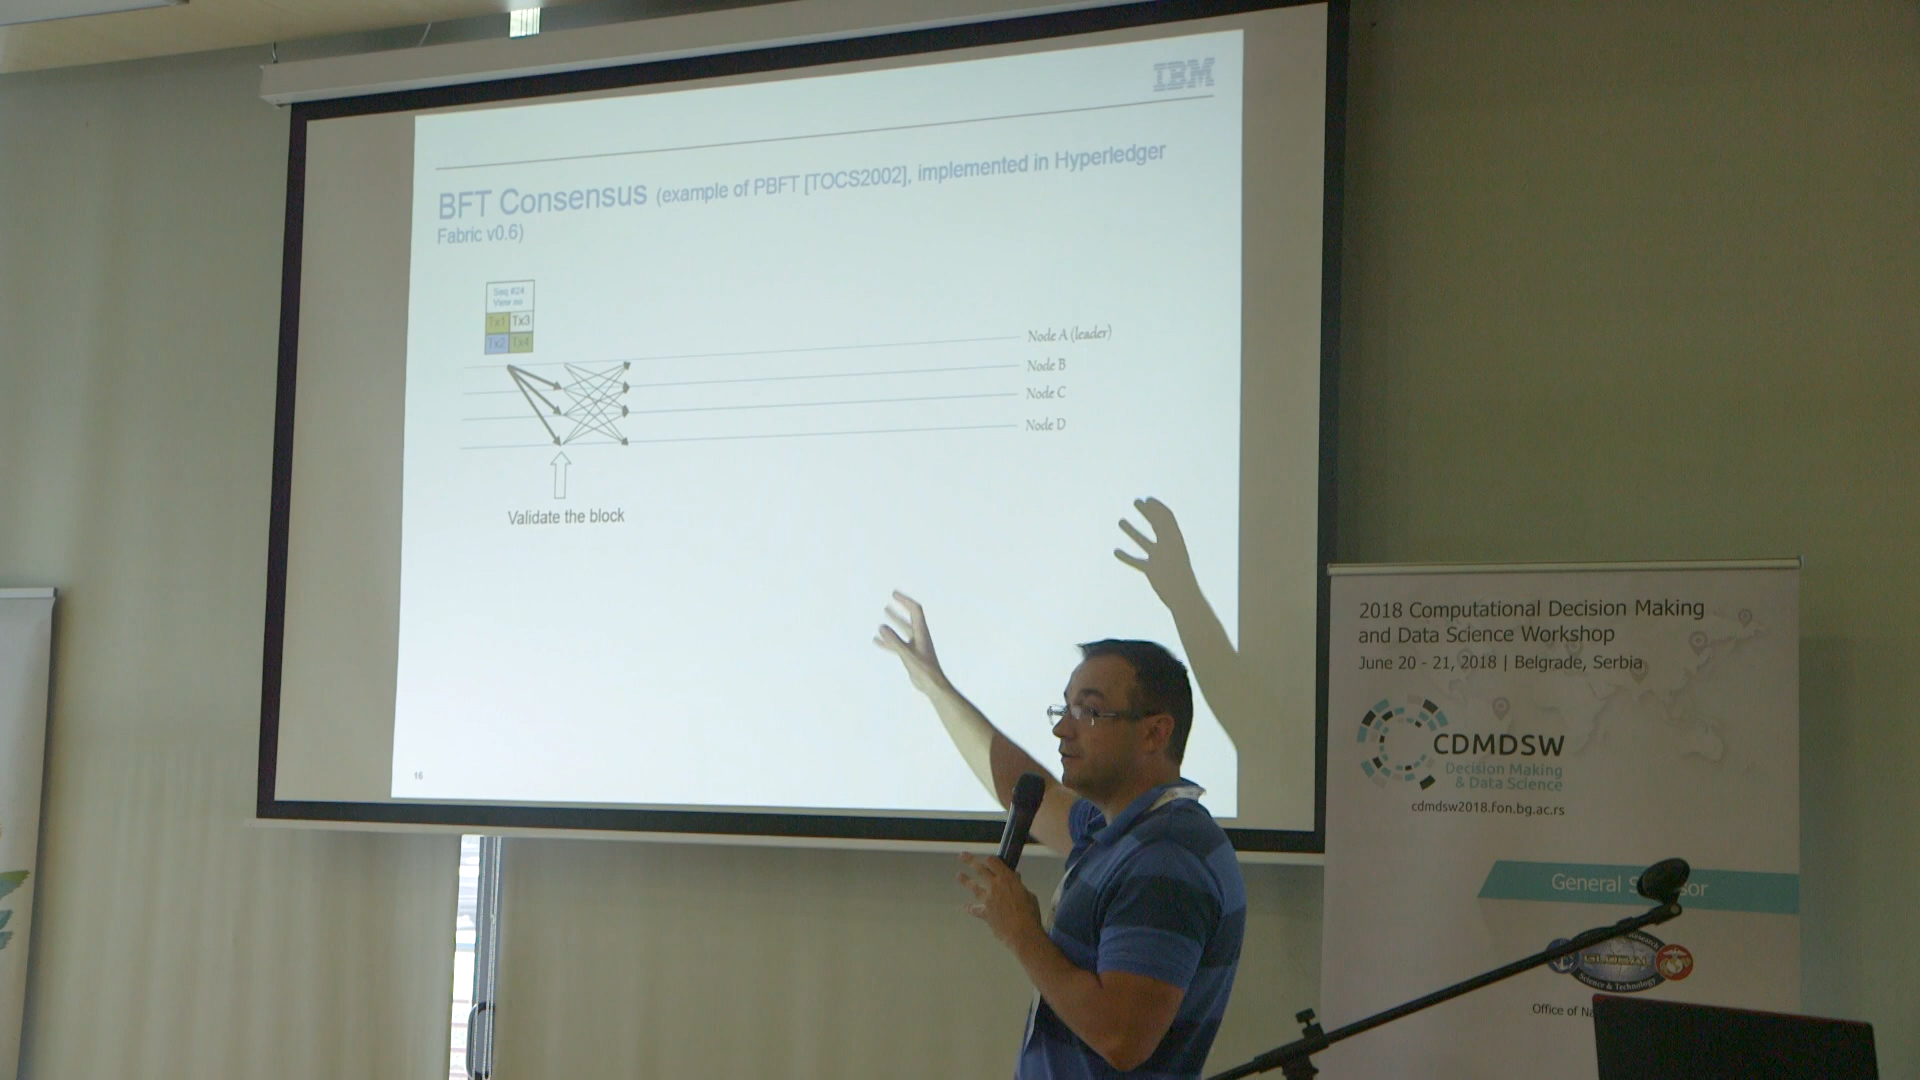 IBM
BFT Consensus (example of PBFT [TOCS2002], implemented in Hyperledger
Fabric v0.6)
Seq #24
View no
Tx1 Tx3
Tx2 Tx4
Node A (leader)
Node B
Node C
Node D
Validate the block
16
2018 Computational Decision Making
and Data Science Workshop
June 20 - 21, 2018 | Belgrade, Serbia
CDMDSW
Decision Making
& Data Science
cdmdsw2018.fon.bg.ac.rs
General
GLOBAL
Science & Technology
Office of